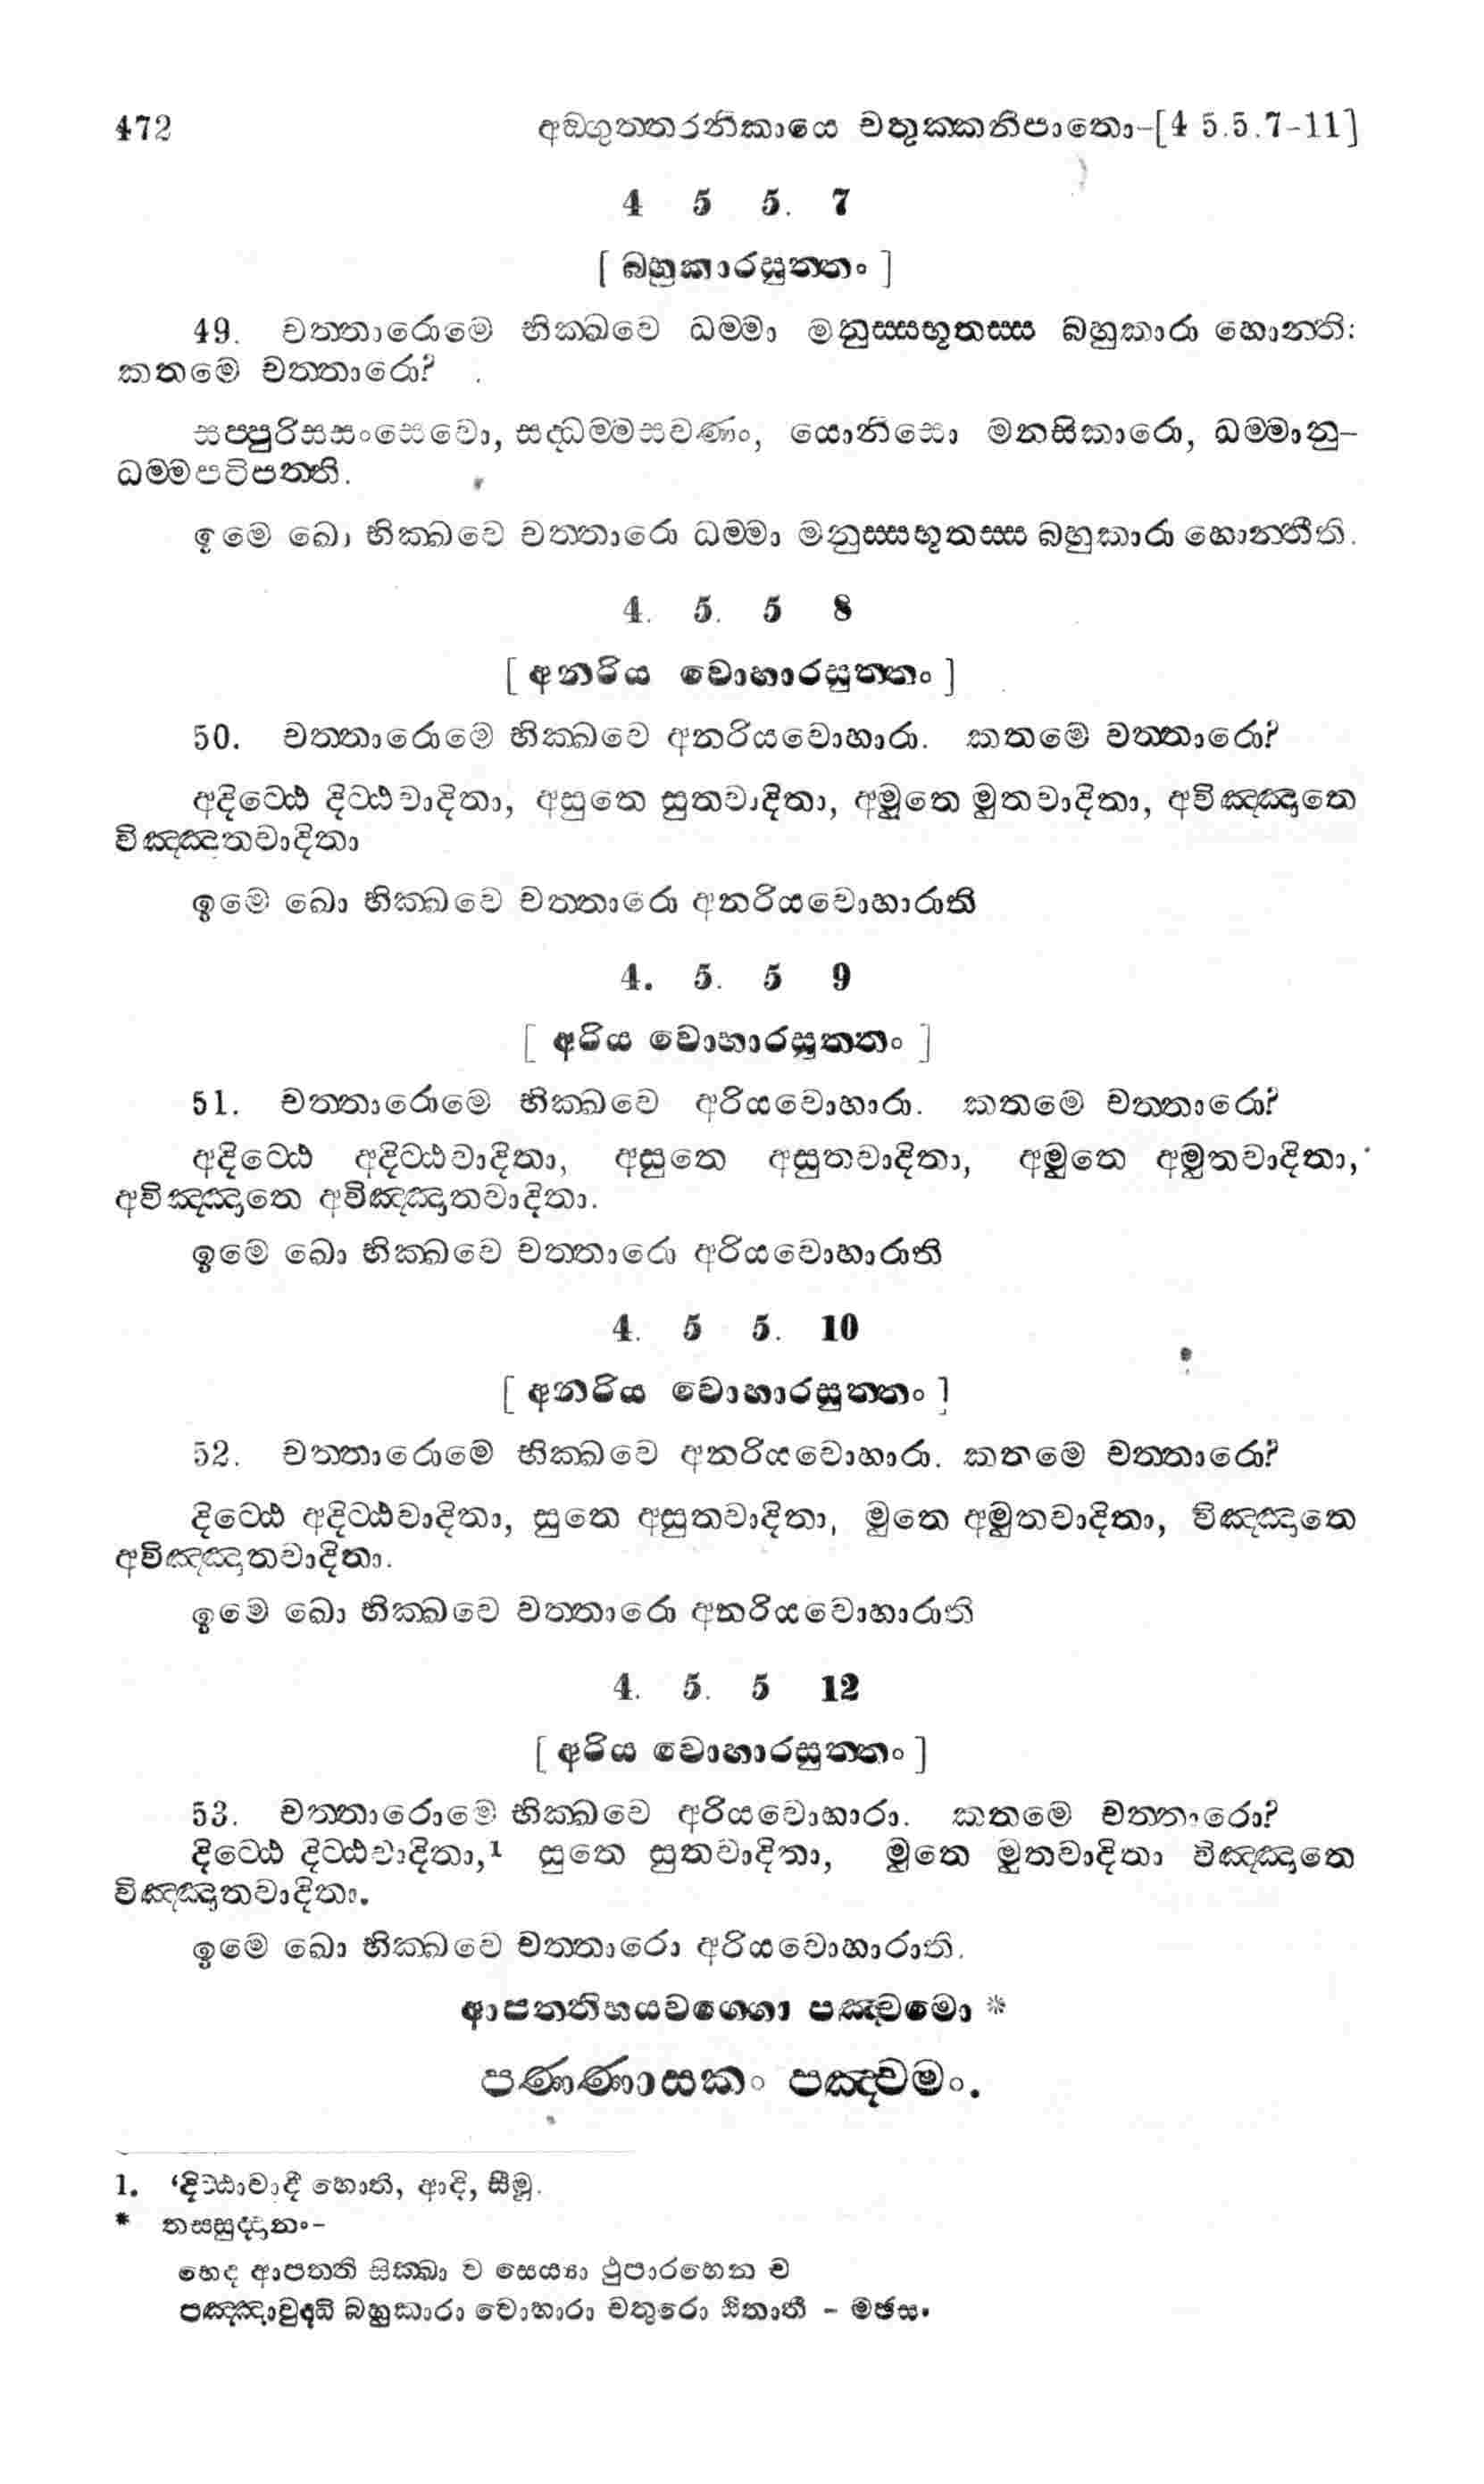 472 අඞගුත්තරනිකායෙ චතුක්කනිපාතො-[4 5.5.7-11]
4 5 5. 7
[ බහුකාරසුත්තං ]
49. චත්තාරොමෙ භික්ඛවෙ ධම්මා මනුස්සභූතස්ස බහුකාරා හොන්ති:
කතමෙ චත්තාරො?
සප්පුරිසසංසෙවො, සද්ධම්මසවණං, යොනිසො මනසිකාරො, ධම්මානු-
ධම්මපටිපත්ති.
ඉමෙ ඛො භික්ඛවෙ චත්තාරො ධම්මා මනුස්සභූතස්ස බහුකාරා හොන්තීති.
4. 5. 5 8
[ අනරිය වොහාරසුත්තං ]
50. චත්තාරොමෙ භික්ඛවෙ අනරියවොහාරා. කතමෙ චත්තාරො?
අදිට්ඨෙ දිට්ඨවාදිතා, අසුතෙ සුතවාදිතා, අමුතෙ මුතවාදිතා, අවිඤ්ඤාතෙ
විඤ්ඤාතවාදිතා
ඉමෙ ඛො භික්ඛවෙ චත්තාරො අනරියවොහාරාති
4. 5. 5 9
[ අරිය වොහාරසුත්තං ]
51. චත්තාරොමෙ භික්ඛවෙ අරියවොහාරා. කතමෙ චත්තාරො?
අදිට්ඨෙ අදිට්ඨවාදිතා, අසුතෙ අසුතවාදිතා, අමුතෙ අමුතවාදිතා,
අවිඤ්ඤාතෙ අවිඤ්ඤාතවාදිතා.
ඉමෙ ඛො භික්ඛවෙ චත්තාරො අරියවොහාරාති
4. 5 5. 10
[ අනරිය වොහාරසුත්තං ]
52. චත්තාරොමෙ භික්ඛවෙ අනරියවොහාරා. කතමෙ චත්තාරො?
දිට්ඨෙ අදිට්ඨවාදිතා, සුතෙ අසුතවාදිතා, මුතෙ අමුතවාදිතා, විඤ්ඤාතෙ
අවිඤ්ඤාතවාදිතා.
ඉමෙ ඛො භික්ඛවෙ චත්තාරො අනරියවොහාරාති
4. 5. 5 12
[ අරිය වොහාරසුත්තං ]
53. චත්තාරොමෙ භික්ඛවෙ අරියවොහාරා. කතමෙ චත්තාරො?
දිට්ඨෙ දිට්ඨවාදිතා,¹ සුතෙ සුතවාදිතා, මුතෙ මුතවාදිතා විඤ්ඤාතෙ
විඤ්ඤාතවාදිතා.
ඉමෙ ඛො භික්ඛවෙ චත්තාරො අරියවොහාරාති.
ආපත්තිභයවග්ගො පඤ්චමො *
පණ්ණාසකං පඤ්චමං.
1. ‘දිට්ඨාවාදී හොති, ආදි, සීමු.
* තස්සුද්දානං-
භෙද ආපත්ති සික්ඛා ච සෙය්‍යා ථුපාරහෙන ච
පඤ්ඤාවුද්ධි බහුකාරා වොහාරා චතුරො ඨිතාති - මජසං